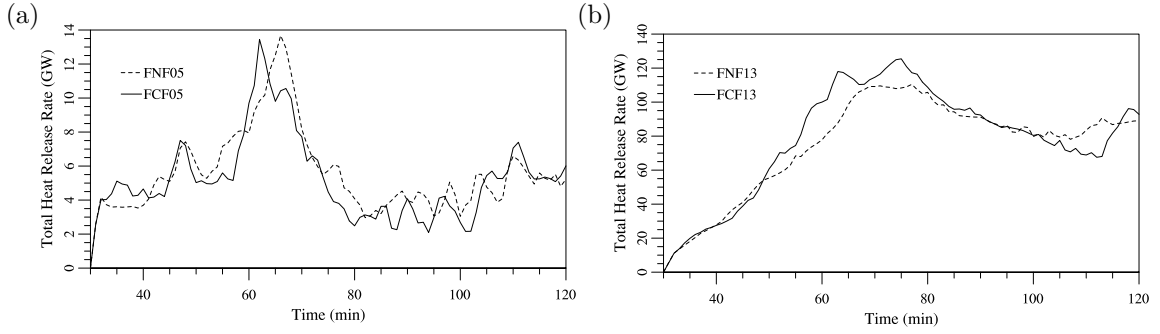 (a)
14
12
10
8
6
4
2
0
Total Heat Release Rate (GW)
FNF05
FCF05
40 60 80 100 120
Time (min)
(b)
140
120
100
80
60
40
20
0
Total Heat Release Rate (GW)
FNF13
FCF13
40 60 80 100 120
Time (min)